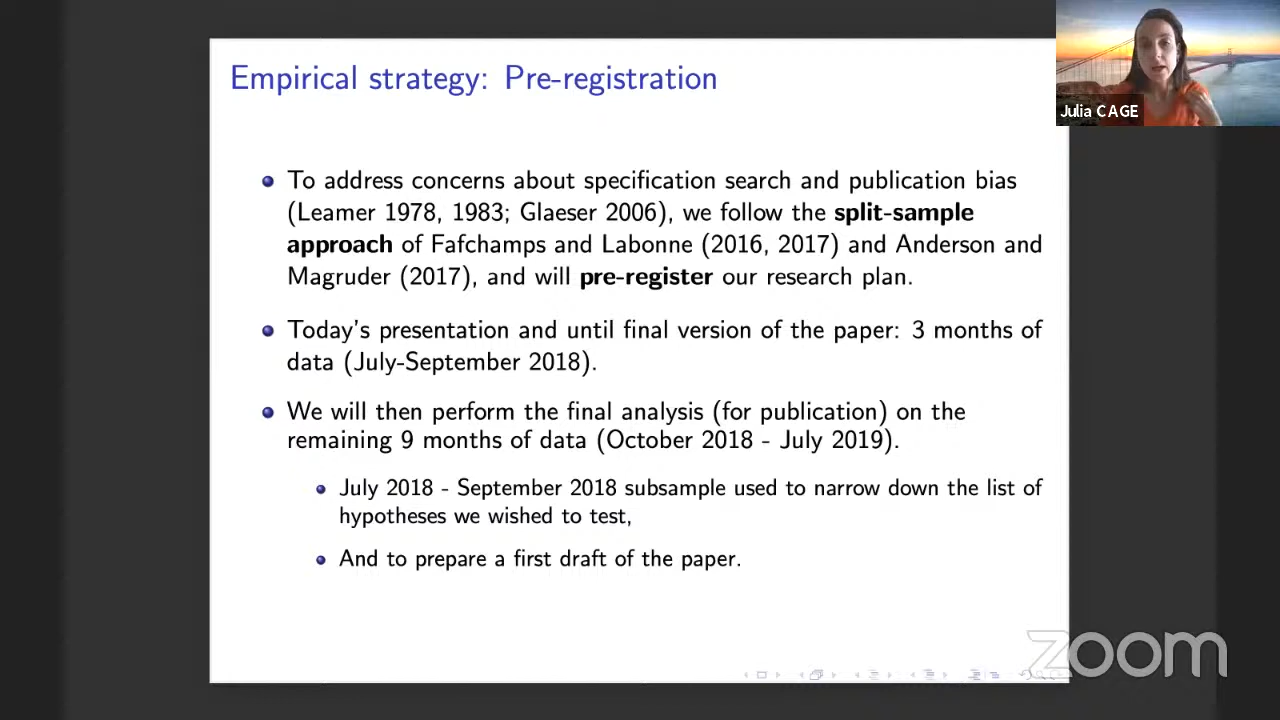 Empirical strategy: Pre-registration
Julia CAGE
To address concerns about specification search and publication bias
(Leamer 1978, 1983; Glaeser 2006), we follow the split-sample
approach of Fafchamps and Labonne (2016, 2017) and Anderson and
Magruder (2017), and will pre-register our research plan.
Today's presentation and until final version of the paper: 3 months of
data (July-September 2018).
We will then perform the final analysis (for publication) on the
remaining 9 months of data (October 2018 - July 2019).
July 2018 - September 2018 subsample used to narrow down the list of
hypotheses we wished to test,
And to prepare a first draft of the paper.
zoom